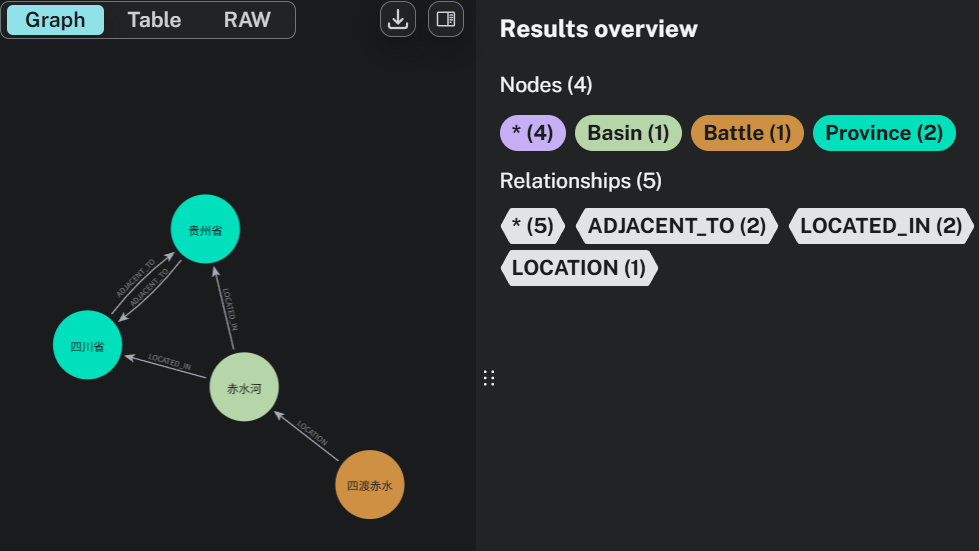 Graph Table RAW
Results overview
Nodes (4)
* (4) Basin (1) Battle (1) Province (2)
Relationships (5)
* (5) ADJACENT_TO (2) LOCATED_IN (2)
LOCATION (1)
贵州省
ADJACENT_TO
ADJACENT_TO
LOCATED_IN
四川省
LOCATED_IN
赤水河
LOCATION
四渡赤水